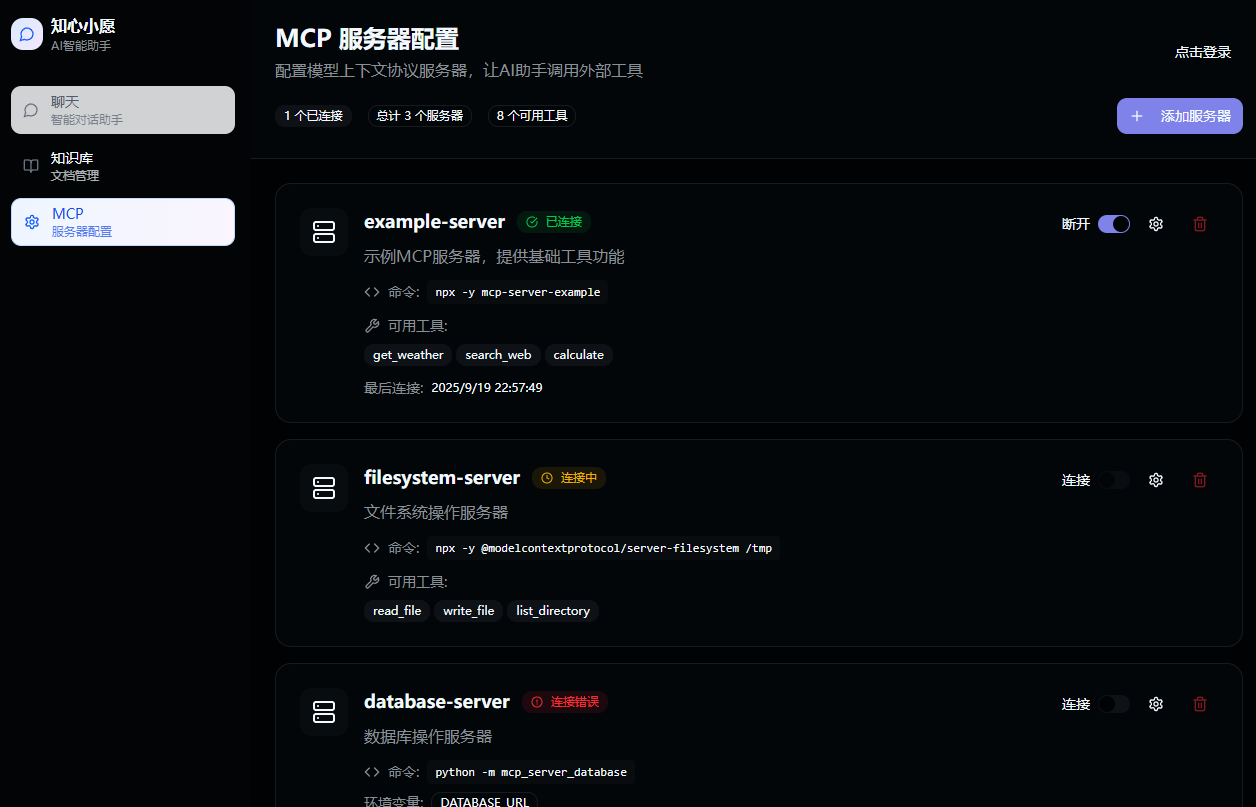 知心小愿
AI智能助手
聊天
智能对话助手
知识库
文档管理
MCP
服务器配置
MCP 服务器配置
配置模型上下文协议服务器，让AI助手调用外部工具
点击登录
1 个已连接
总计 3 个服务器
8 个可用工具
添加服务器
example-server
已连接
断开
示例MCP服务器，提供基础工具功能
命令:
npx -y mcp-server-example
可用工具:
get_weather
search_web
calculate
最后连接: 2025/9/19 22:57:49
filesystem-server
连接中
连接
文件系统操作服务器
命令:
npx -y @modelcontextprotocol/server-filesystem /tmp
可用工具:
read_file
write_file
list_directory
database-server
连接错误
连接
数据库操作服务器
命令:
python -m mcp_server_database
环境变量:
DATABASE_URL